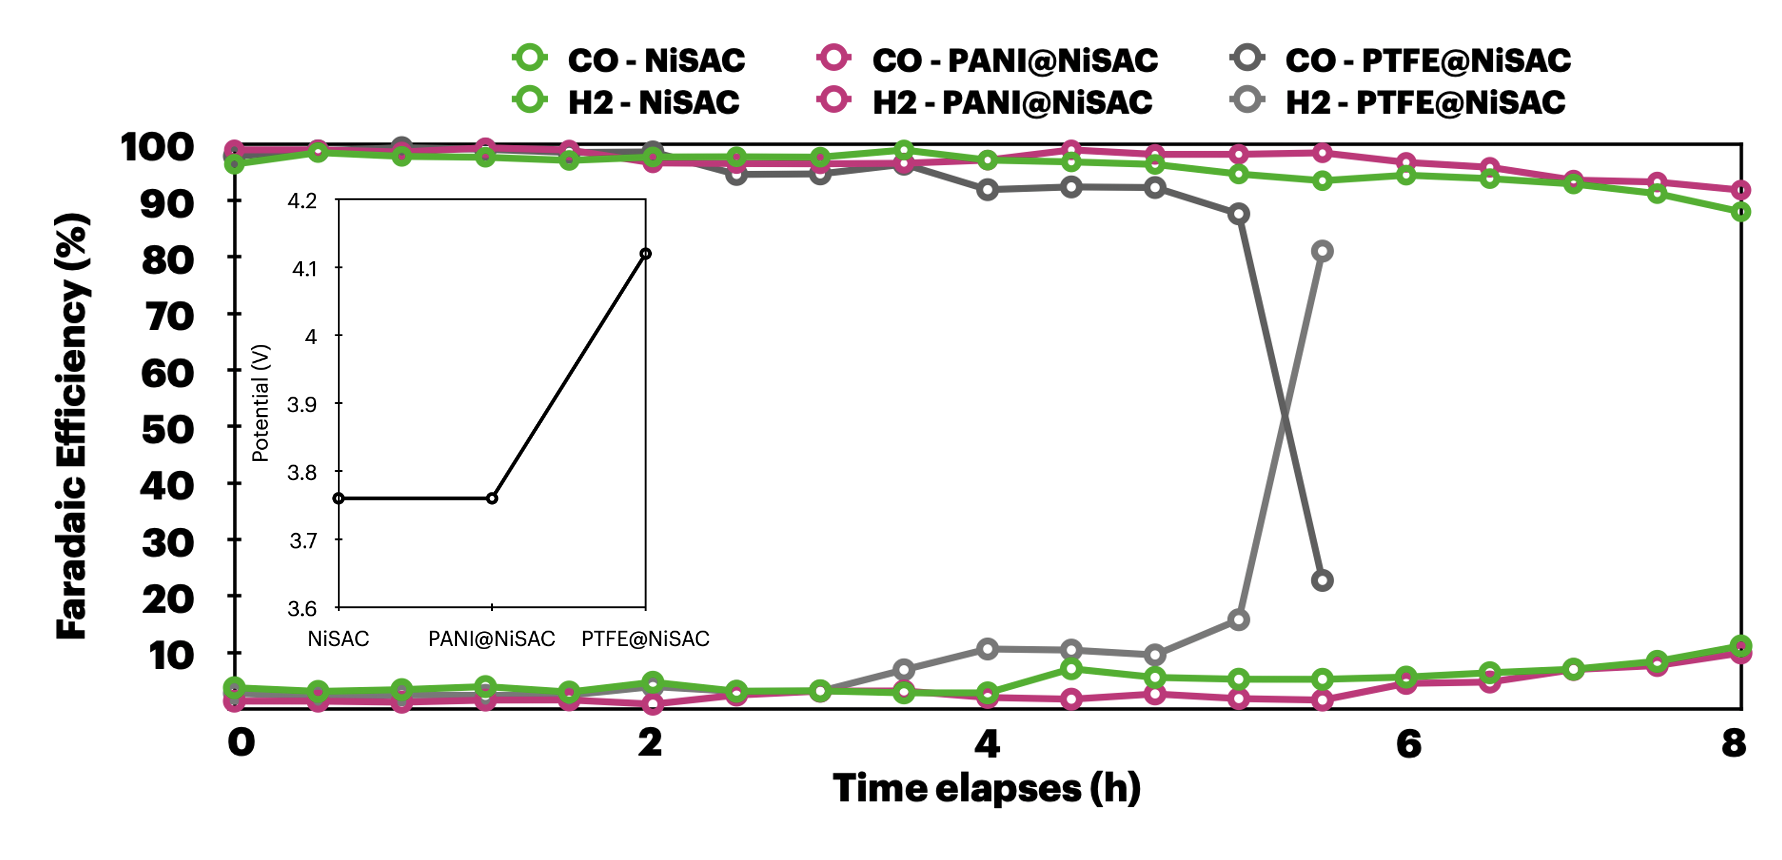 CO - NiSAC CO - PANI@NiSAC CO - PTFE@NiSAC
H2 - NiSAC H2 - PANI@NiSAC H2 - PTFE@NiSAC
Faradaic Efficiency (%)
100
90
80
70
60
50
40
30
20
10
Potential (V)
4.2
4.1
4
3.9
3.8
3.7
3.6
NiSAC PANI@NiSAC PTFE@NiSAC
0 2 4 6 8
Time elapses (h)